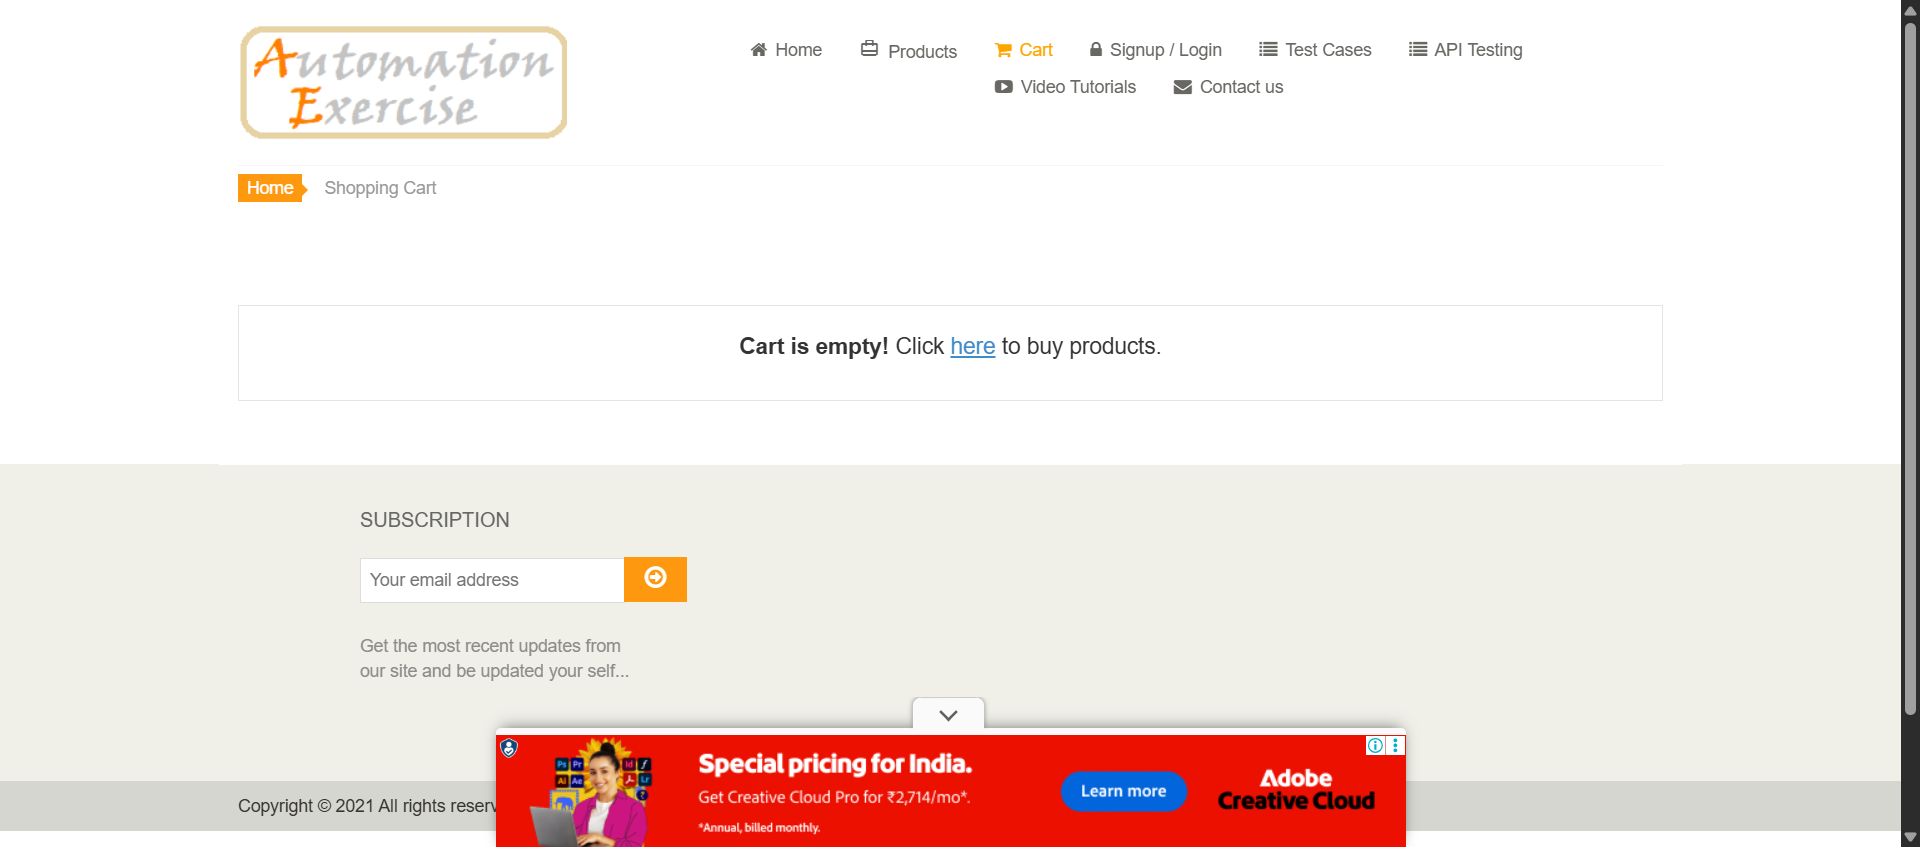 Automation
Exercise
Home
Products
Cart
Signup / Login
Test Cases
API Testing
Video Tutorials
Contact us
Home
Shopping Cart
Cart is empty! Click here to buy products.
SUBSCRIPTION
Your email address
Get the most recent updates from
our site and be updated your self...
Copyright © 2021 All rights reserv
Ps Pr Id f
Ai Ae Lr
Special pricing for India.
Get Creative Cloud Pro for ₹2,714/mo*.
*Annual, billed monthly.
Learn more
Adobe
Creative Cloud